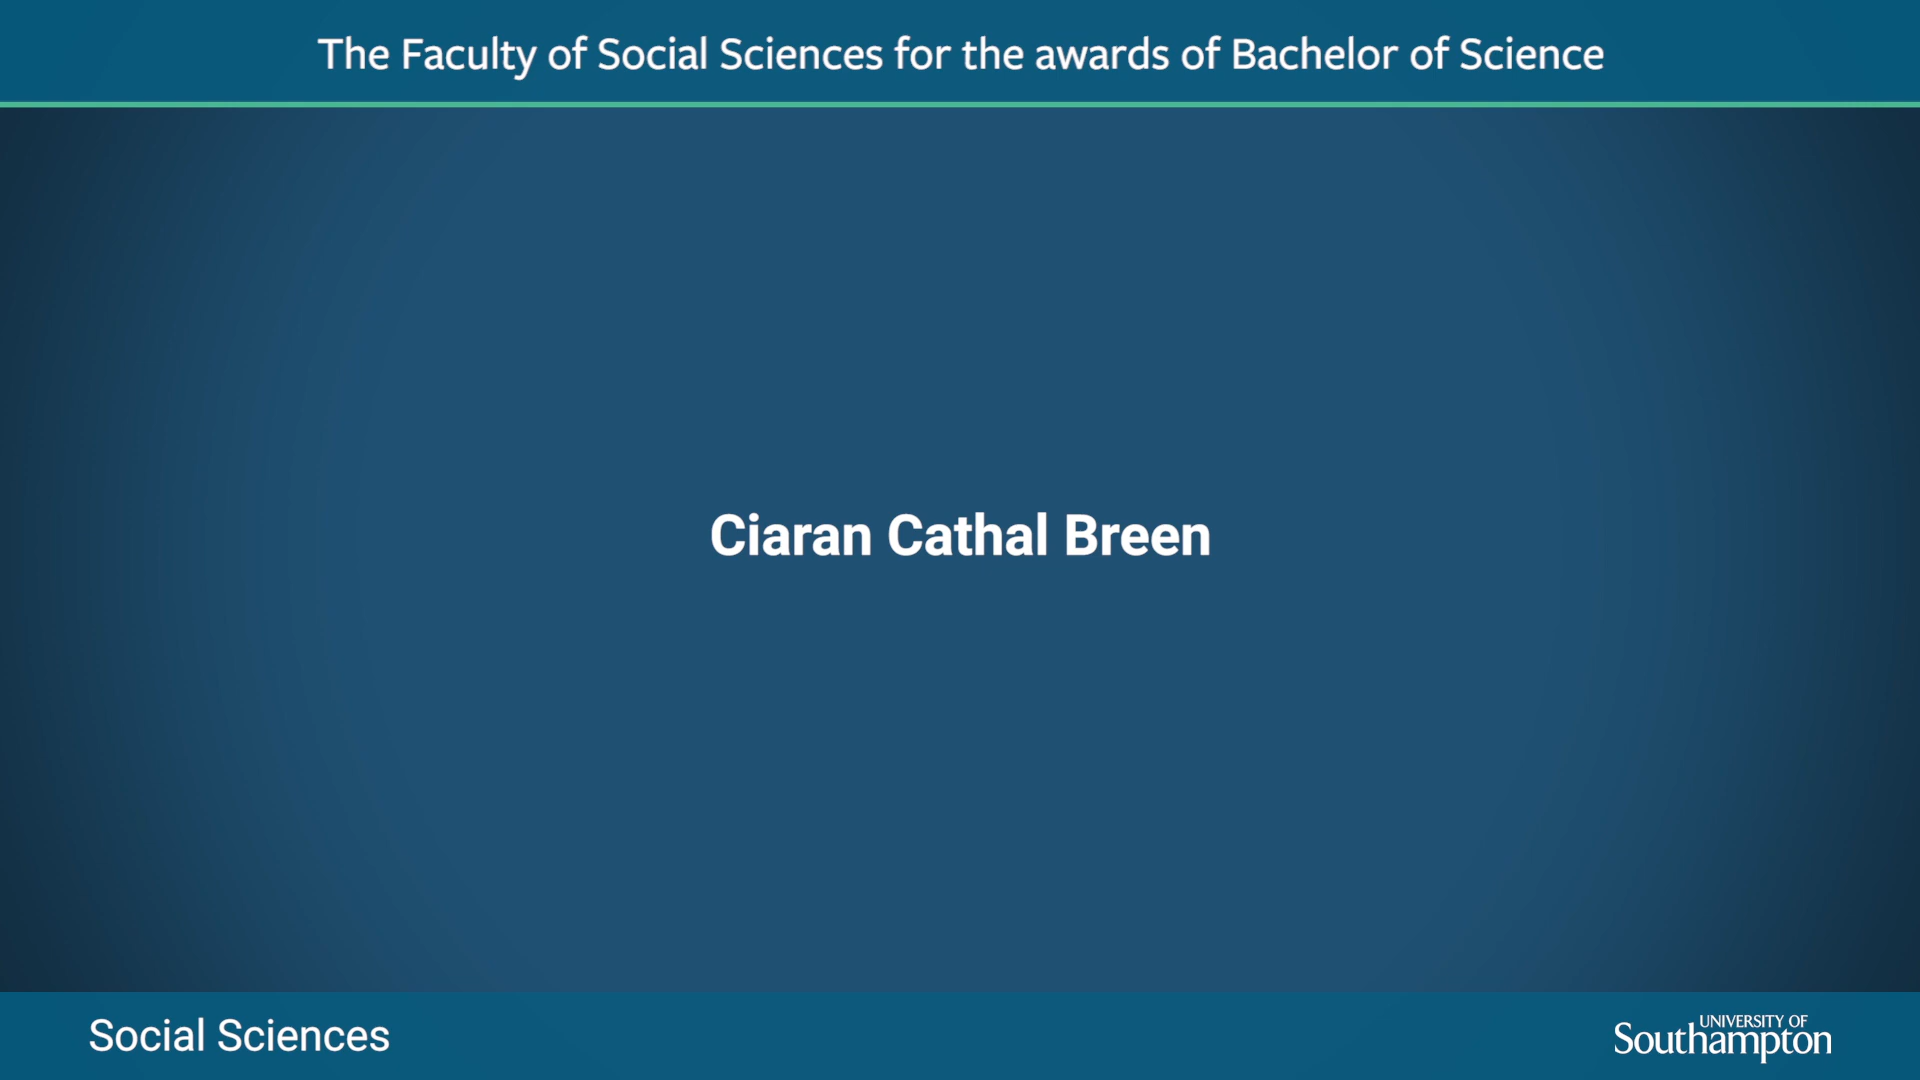 The Faculty of Social Sciences for the awards of Bachelor of Science
Ciaran Cathal Breen
Social Sciences
UNIVERSITY OF
Southampton